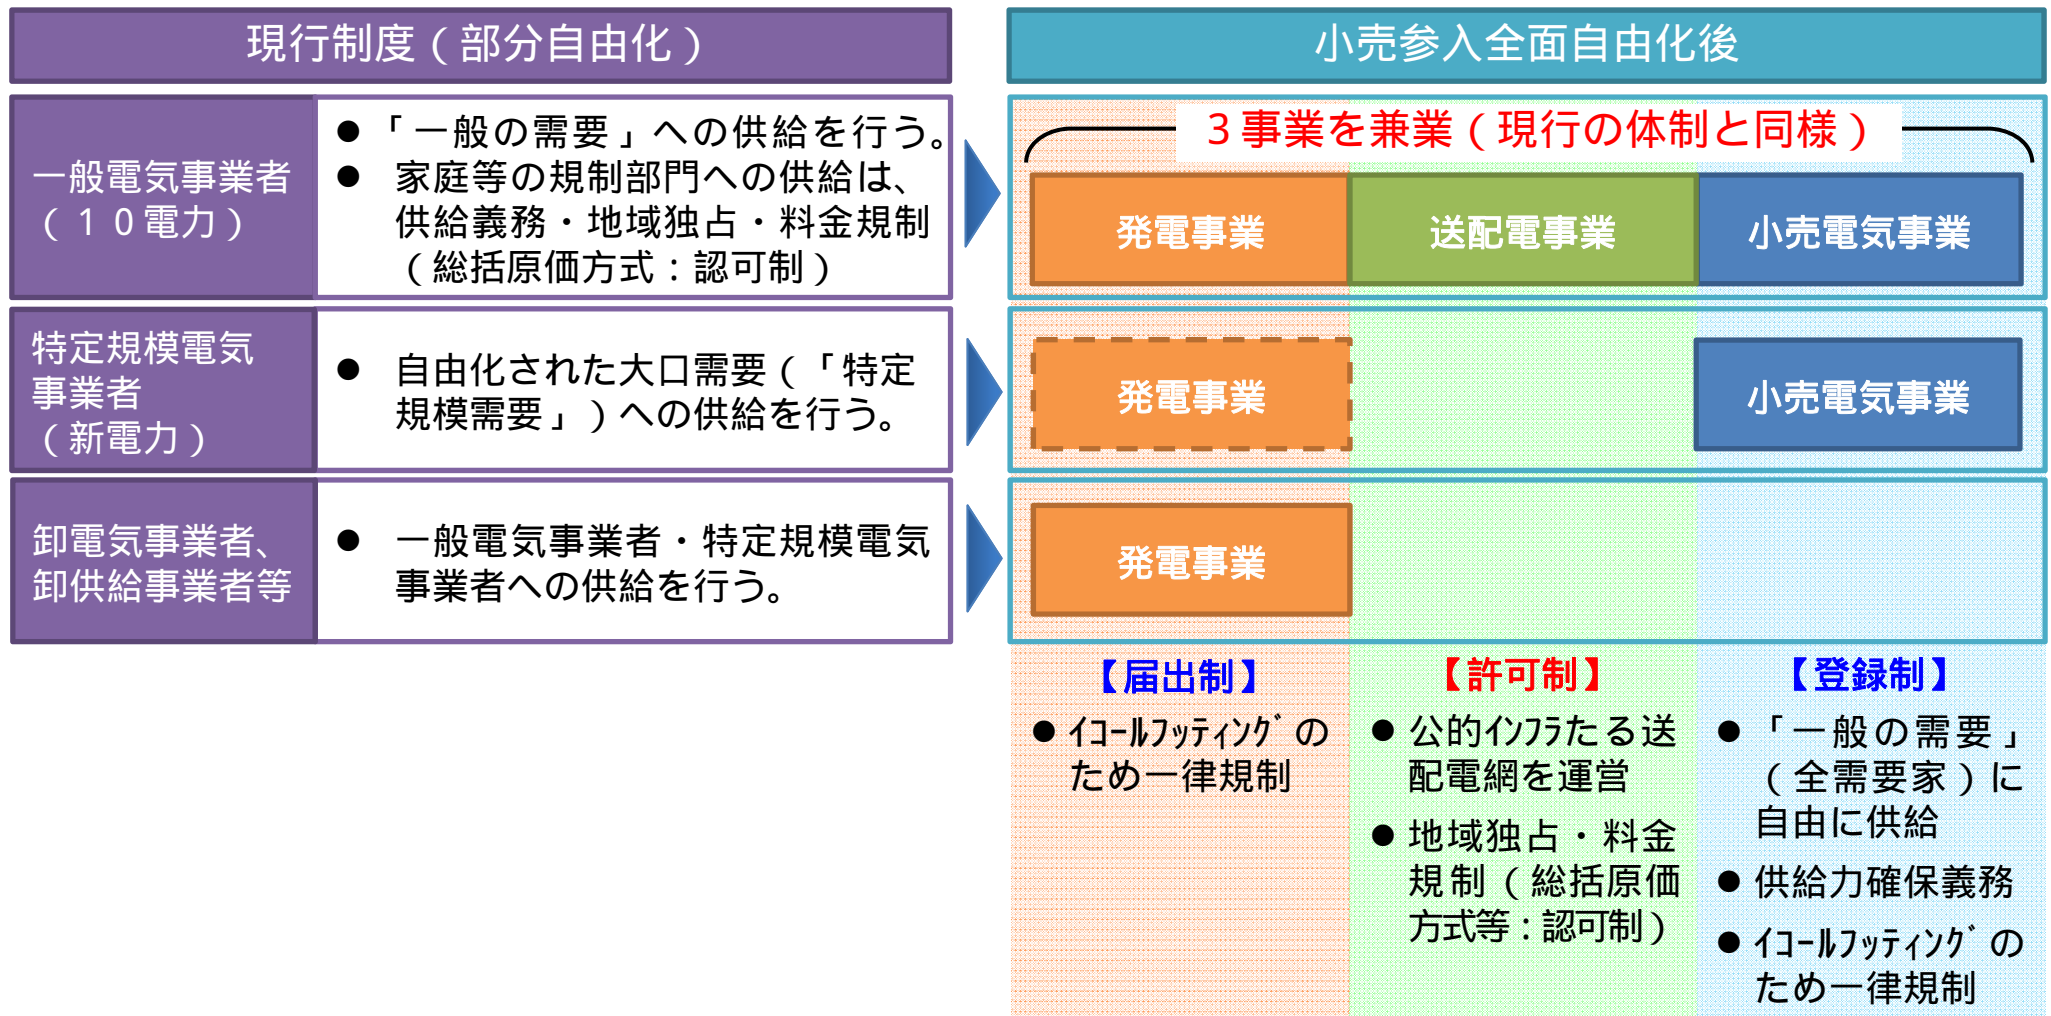 現行制度（部分自由化）
小売参入全面自由化後
一般電気事業者
（１０電力）
● 「一般の需要」への供給を行う。
● 家庭等の規制部門への供給は、
供給義務・地域独占・料金規制
（総括原価方式：認可制）
３事業を兼業（現行の体制と同様）
発電事業
送配電事業
小売電気事業
特定規模電気
事業者
（新電力）
● 自由化された大口需要（「特定
規模需要」）への供給を行う。
発電事業
小売電気事業
卸電気事業者、
卸供給事業者等
● 一般電気事業者・特定規模電気
事業者への供給を行う。
発電事業
【届出制】
● ｲｺｰﾙﾌｯﾃｨﾝｸﾞの
ため一律規制
【許可制】
● 公的ｲﾝﾌﾗたる送
配電網を運営
● 地域独占・料金
規制（総括原価
方式等：認可制）
【登録制】
● 「一般の需要」
（全需要家）に
自由に供給
● 供給力確保義務
● ｲｺｰﾙﾌｯﾃｨﾝｸﾞの
ため一律規制